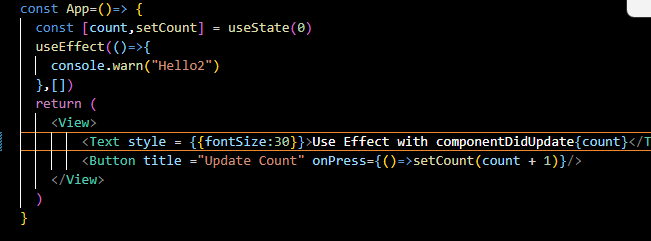 const App=()=> {
const [count,setCount] = useState(0)
useEffect(()=>{
console.warn("Hello2")
},[])
return (
<View>
<Text style = {{fontSize:30}}>Use Effect with componentDidUpdate{count}</T
<Button title ="Update Count" onPress={()=>setCount(count + 1)}/>
</View>
)
}